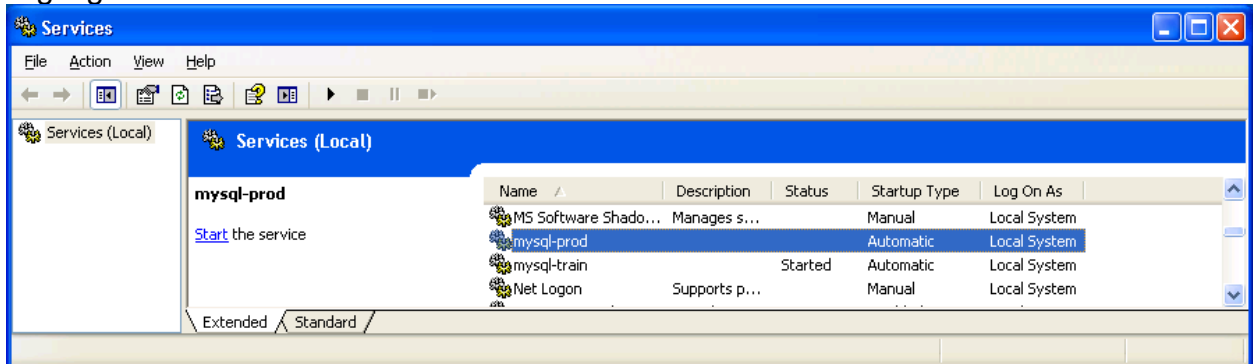 Services
File Action View Help
Services (Local)
Services (Local)
mysql-prod
Start the service
Name Description Status Startup Type Log On As
MS Software Shado... Manages s... Manual Local System
mysql-prod Automatic Local System
mysql-train Started Automatic Local System
Net Logon Supports p... Manual Local System
Extended Standard